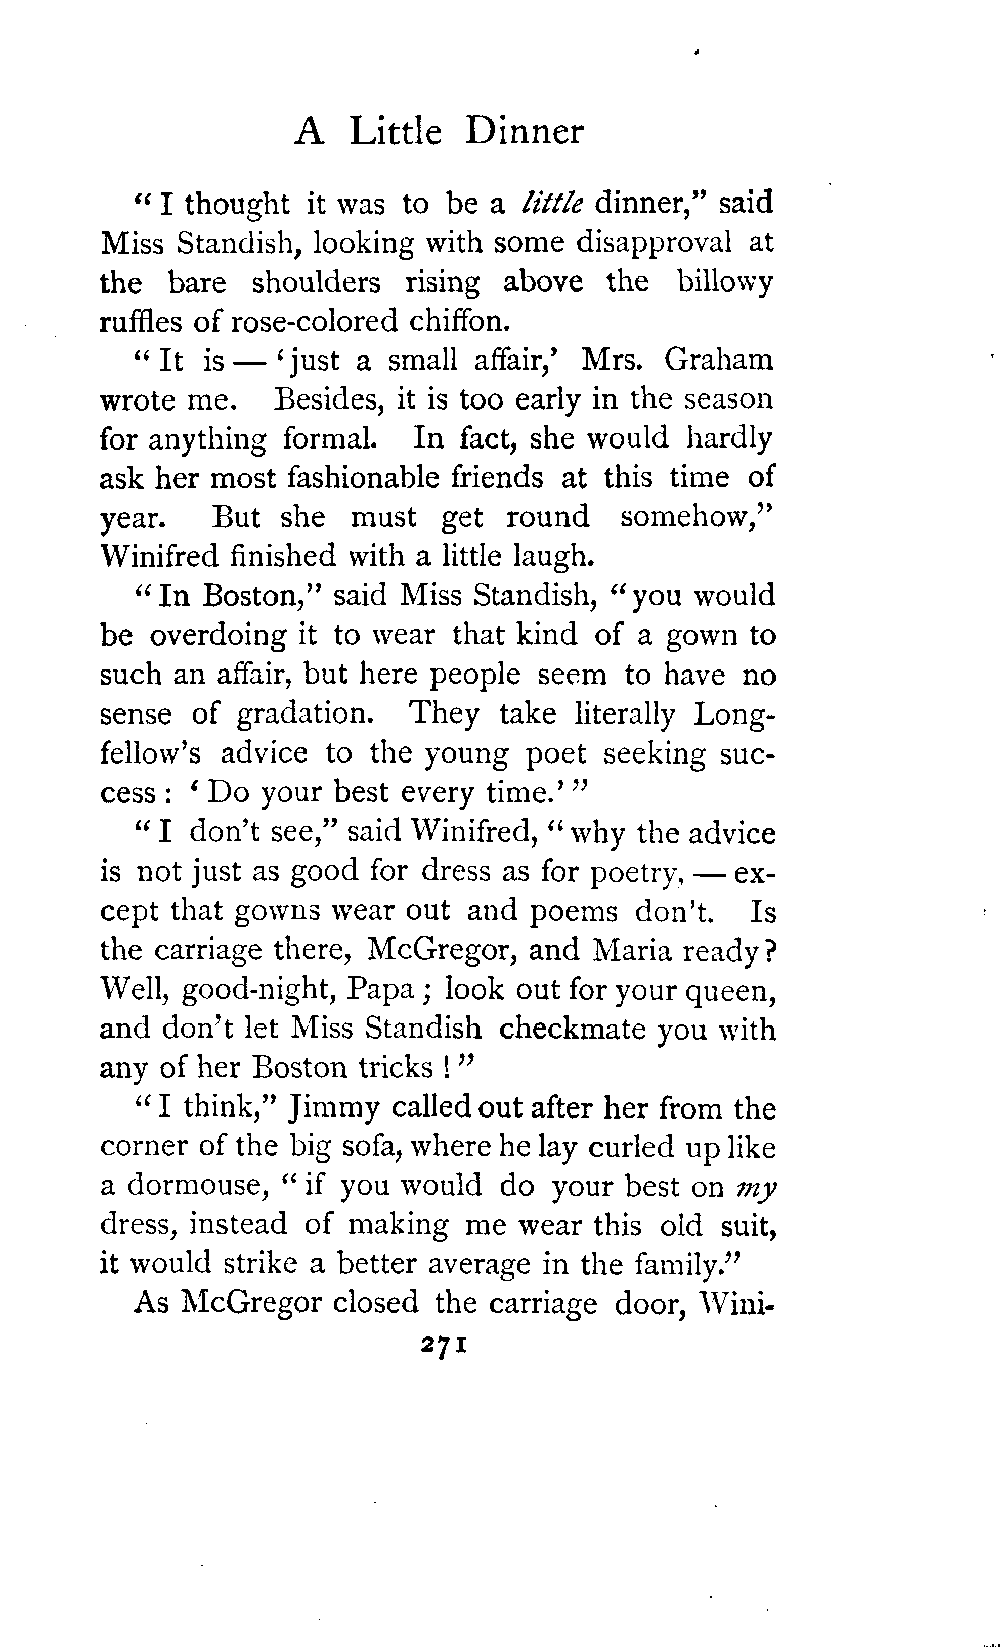 A Little Dinner
“ I thought it was to be a little dinner,” said
Miss Standish, looking with some disapproval at
the bare shoulders rising above the billowy
ruffles of rose-colored chiffon.
“ It is — ‘just a small affair,’ Mrs. Graham
wrote me. Besides, it is too early in the season
for anything formal. In fact, she would hardly
ask her most fashionable friends at this time of
year. But she must get round somehow,”
Winifred finished with a little laugh.
“ In Boston,” said Miss Standish, “ you would
be overdoing it to wear that kind of a gown to
such an affair, but here people seem to have no
sense of gradation. They take literally Long-
fellow’s advice to the young poet seeking suc-
cess : ‘ Do your best every time.’ ”
“ I don’t see,” said Winifred, “ why the advice
is not just as good for dress as for poetry, — ex-
cept that gowns wear out and poems don’t. Is
the carriage there, McGregor, and Maria ready?
Well, good-night, Papa ; look out for your queen,
and don’t let Miss Standish checkmate you with
any of her Boston tricks ! ”
“ I think,” Jimmy called out after her from the
corner of the big sofa, where he lay curled up like
a dormouse, “ if you would do your best on my
dress, instead of making me wear this old suit,
it would strike a better average in the family.”
As McGregor closed the carriage door, Wini-
271